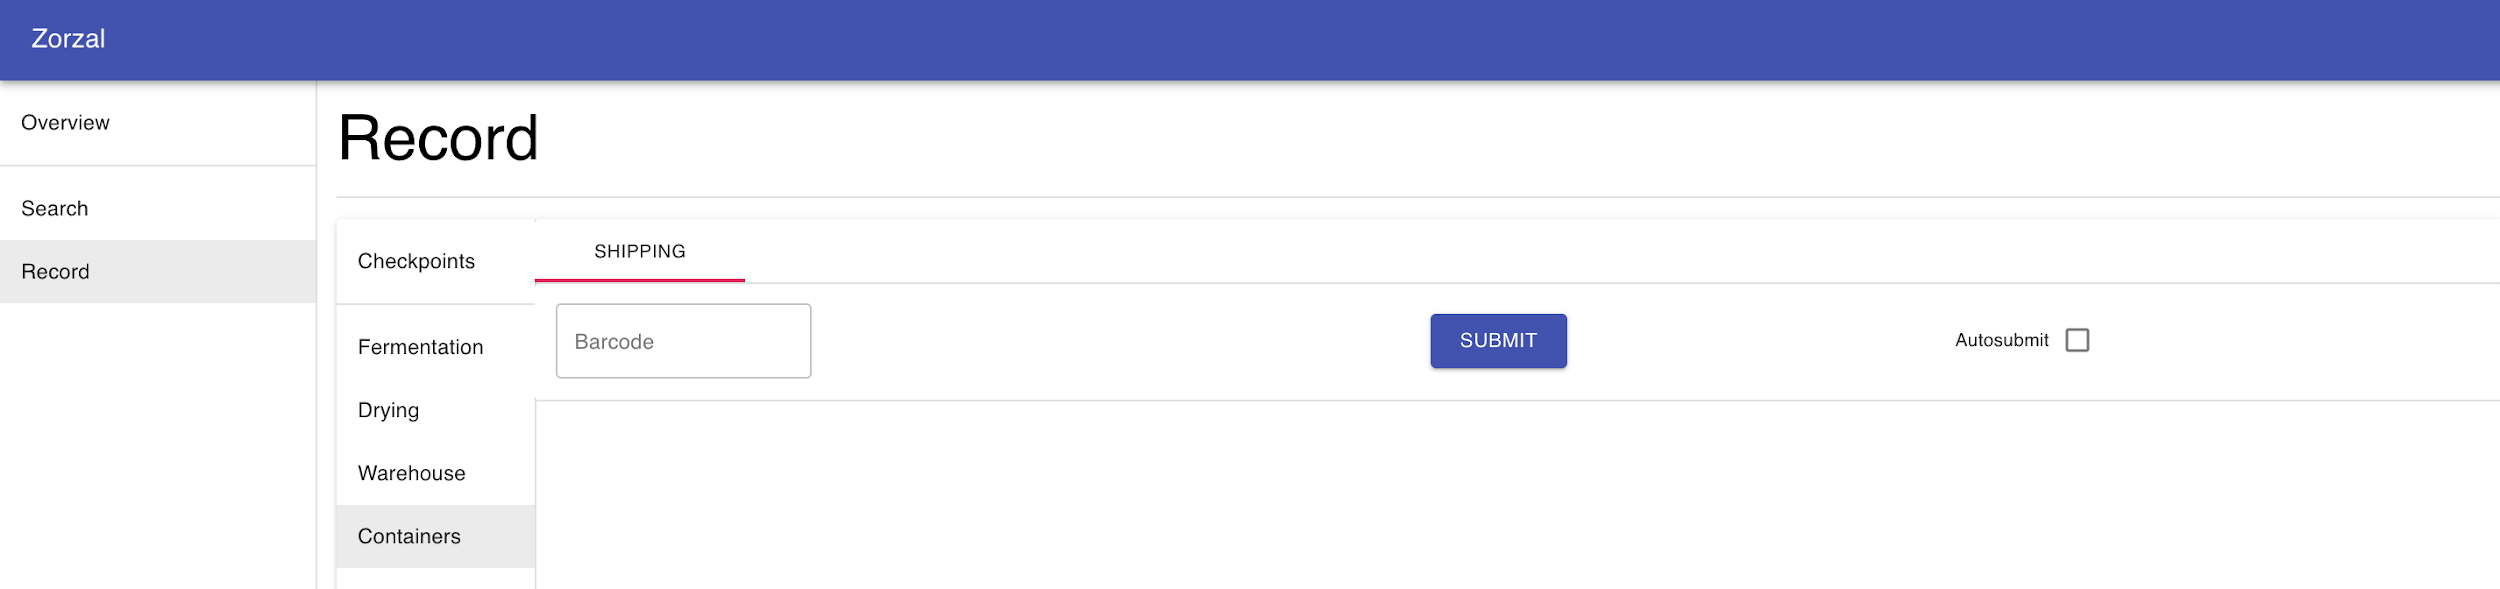 Zorzal
Overview
Search
Record
Record
Checkpoints
Fermentation
Drying
Warehouse
Containers
SHIPPING
Barcode
SUBMIT
Autosubmit